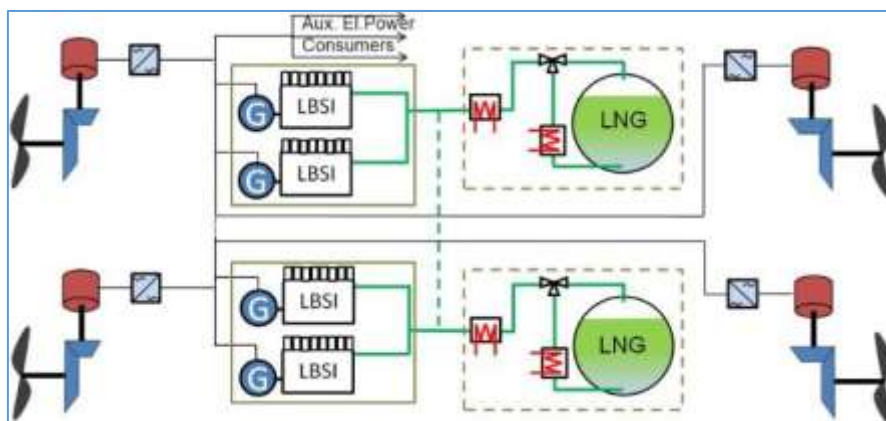 Aux. El.Power
Consumers
G
LBSI
LNG
G
LBSI
G
LBSI
LNG
G
LBSI